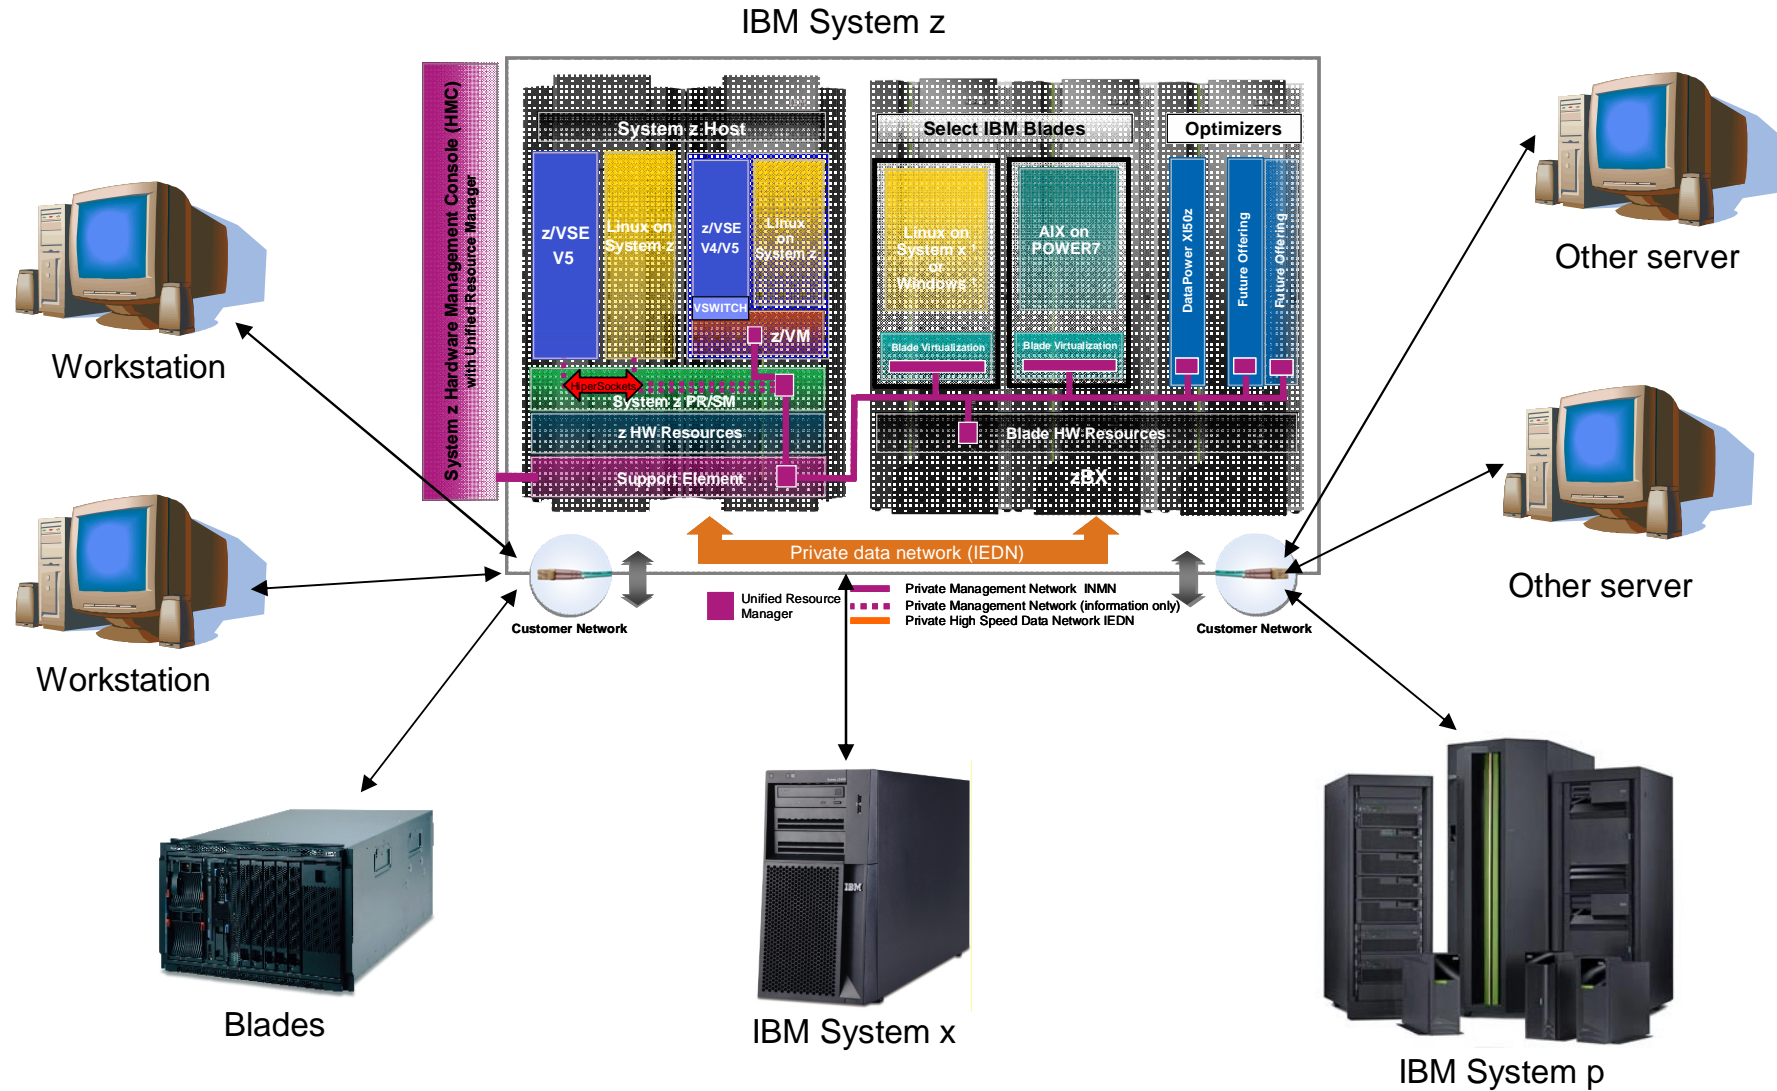 IBM System z
System z Hardware Management Console (HMC)
with Unified Resource Manager
System z Host
Select IBM Blades
Optimizers
z/VSE
V5
Linux on
System z
z/VSE
V4/V5
Linux
on
System z
VSWITCH
z/VM
Linux on
System x 1
or
Windows 1
AIX on
POWER7
Blade Virtualization
Blade Virtualization
DataPower XI50z
Future Offering
Future Offering
HiperSockets
System z PR/SM
z HW Resources
Support Element
Blade HW Resources
zBX
Private data network (IEDN)
Unified Resource
Manager
Private Management Network INMN
Private Management Network (information only)
Private High Speed Data Network IEDN
Customer Network
Customer Network
Workstation
Workstation
Other server
Other server
Blades
IBM
IBM System x
IBM System p